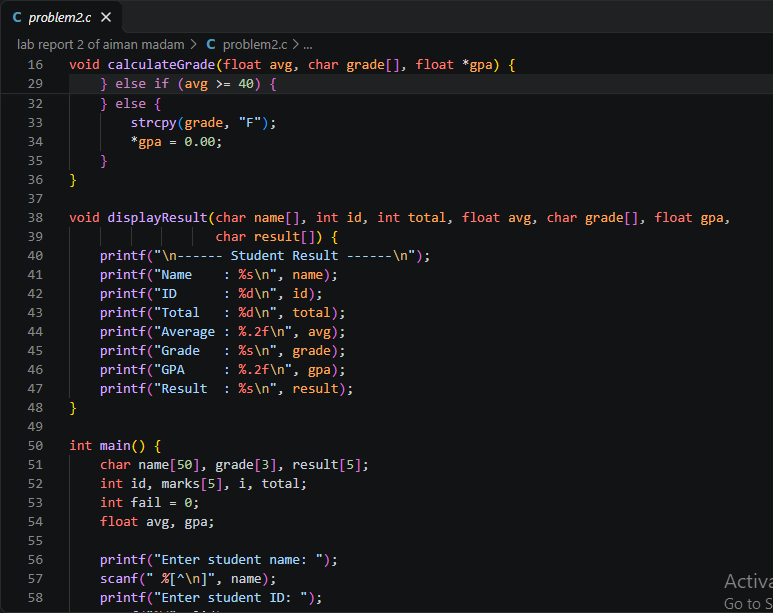 C problem2.c ×
lab report 2 of aiman madam > C problem2.c > ...
16 void calculateGrade(float avg, char grade[], float *gpa) {
29     } else if (avg >= 40) {
32     } else {
33         strcpy(grade, "F");
34         *gpa = 0.00;
35     }
36 }
37
38 void displayResult(char name[], int id, int total, float avg, char grade[], float gpa,
39                    char result[]) {
40     printf("\n------ Student Result ------\n");
41     printf("Name    : %s\n", name);
42     printf("ID      : %d\n", id);
43     printf("Total   : %d\n", total);
44     printf("Average : %.2f\n", avg);
45     printf("Grade   : %s\n", grade);
46     printf("GPA     : %.2f\n", gpa);
47     printf("Result  : %s\n", result);
48 }
49
50 int main() {
51     char name[50], grade[3], result[5];
52     int id, marks[5], i, total;
53     int fail = 0;
54     float avg, gpa;
55
56     printf("Enter student name: ");
57     scanf(" %[^\n]", name);
58     printf("Enter student ID: ");
Activa
Go to S